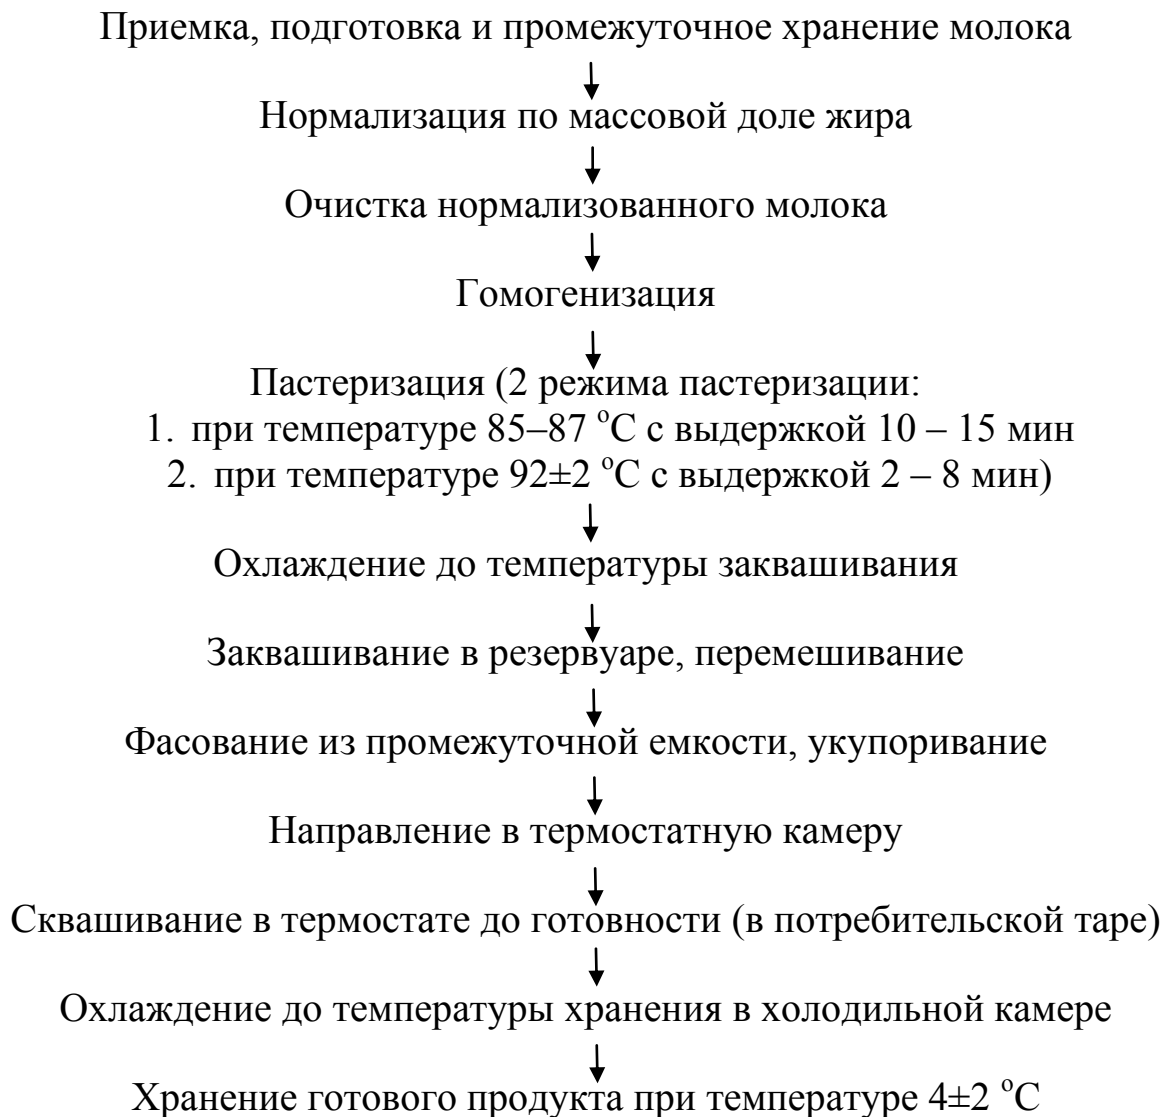 Приемка, подготовка и промежуточное хранение молока
Нормализация по массовой доле жира
Очистка нормализованного молока
Гомогенизация
Пастеризация (2 режима пастеризации:
1. при температуре 85–87 °С с выдержкой 10 – 15 мин
2. при температуре 92±2 °С с выдержкой 2 – 8 мин)
Охлаждение до температуры заквашивания
Заквашивание в резервуаре, перемешивание
Фасование из промежуточной емкости, укупоривание
Направление в термостатную камеру
Сквашивание в термостате до готовности (в потребительской таре)
Охлаждение до температуры хранения в холодильной камере
Хранение готового продукта при температуре 4±2 °С